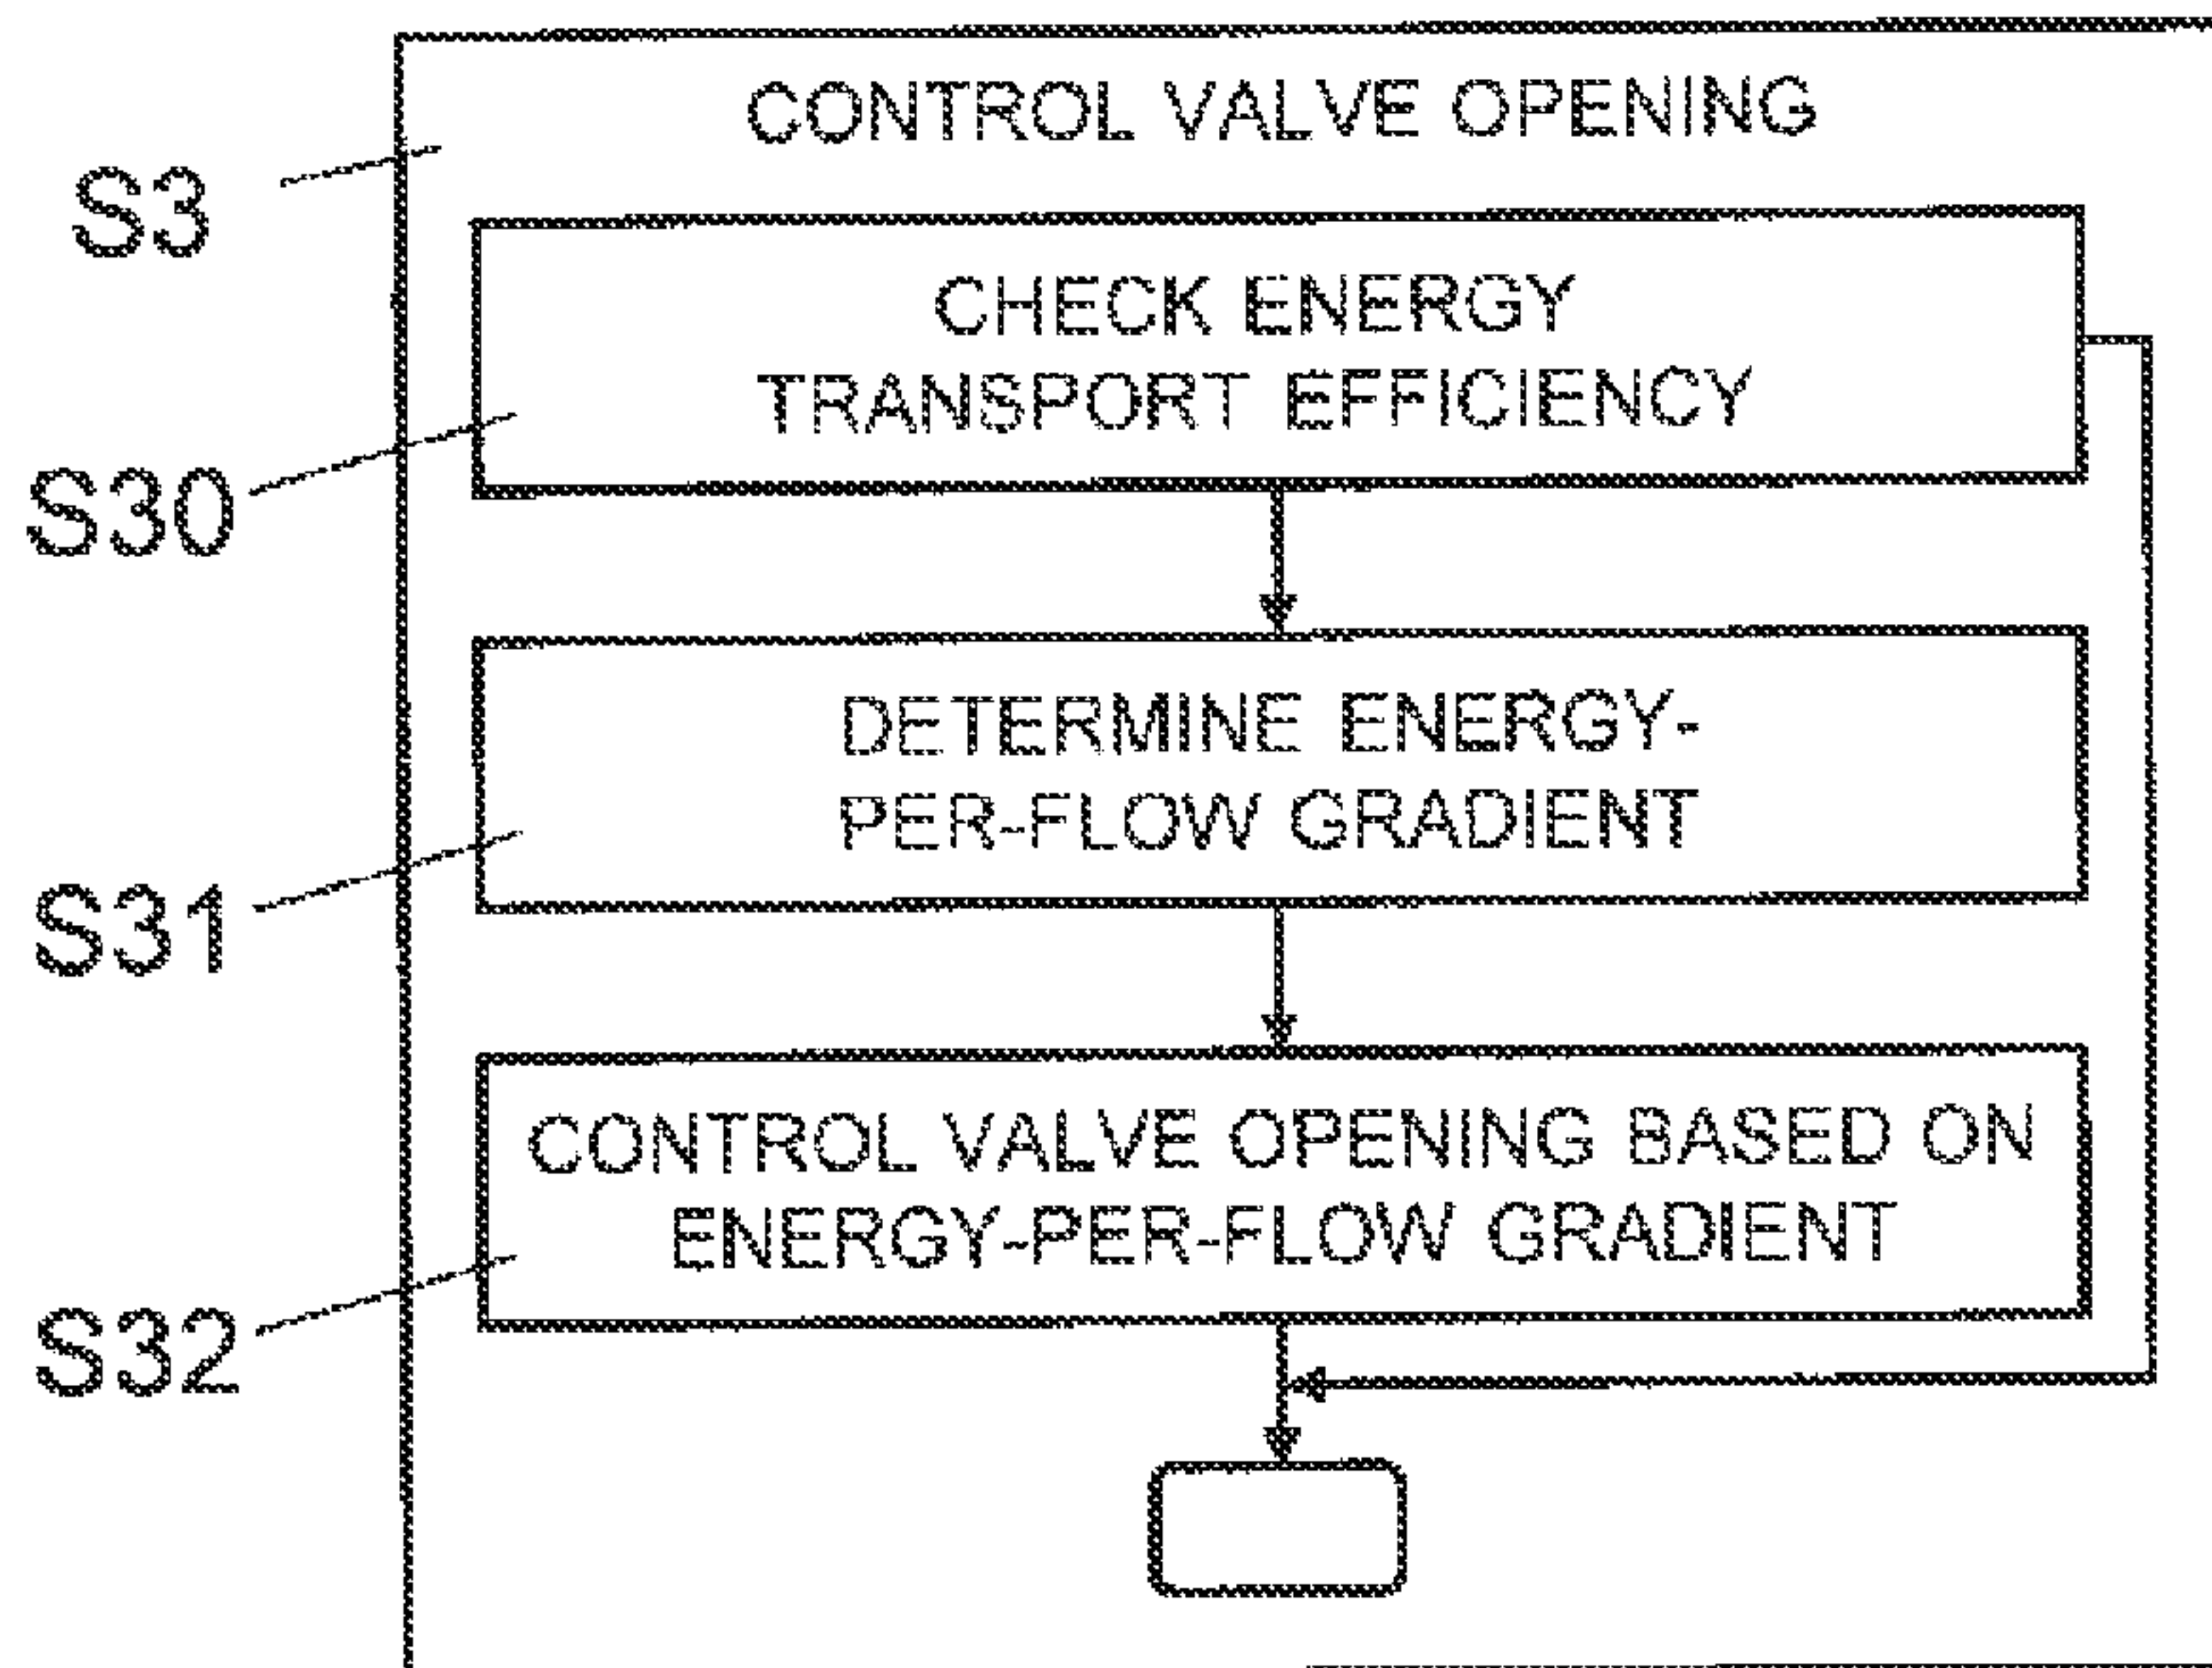 CONTROL VALVE OPENING
S3
CHECK ENERGY
TRANSPORT EFFICIENCY
S30
DETERMINE ENERGY-
PER-FLOW GRADIENT
S31
CONTROL VALVE OPENING BASED ON
ENERGY-PER-FLOW GRADIENT
S32